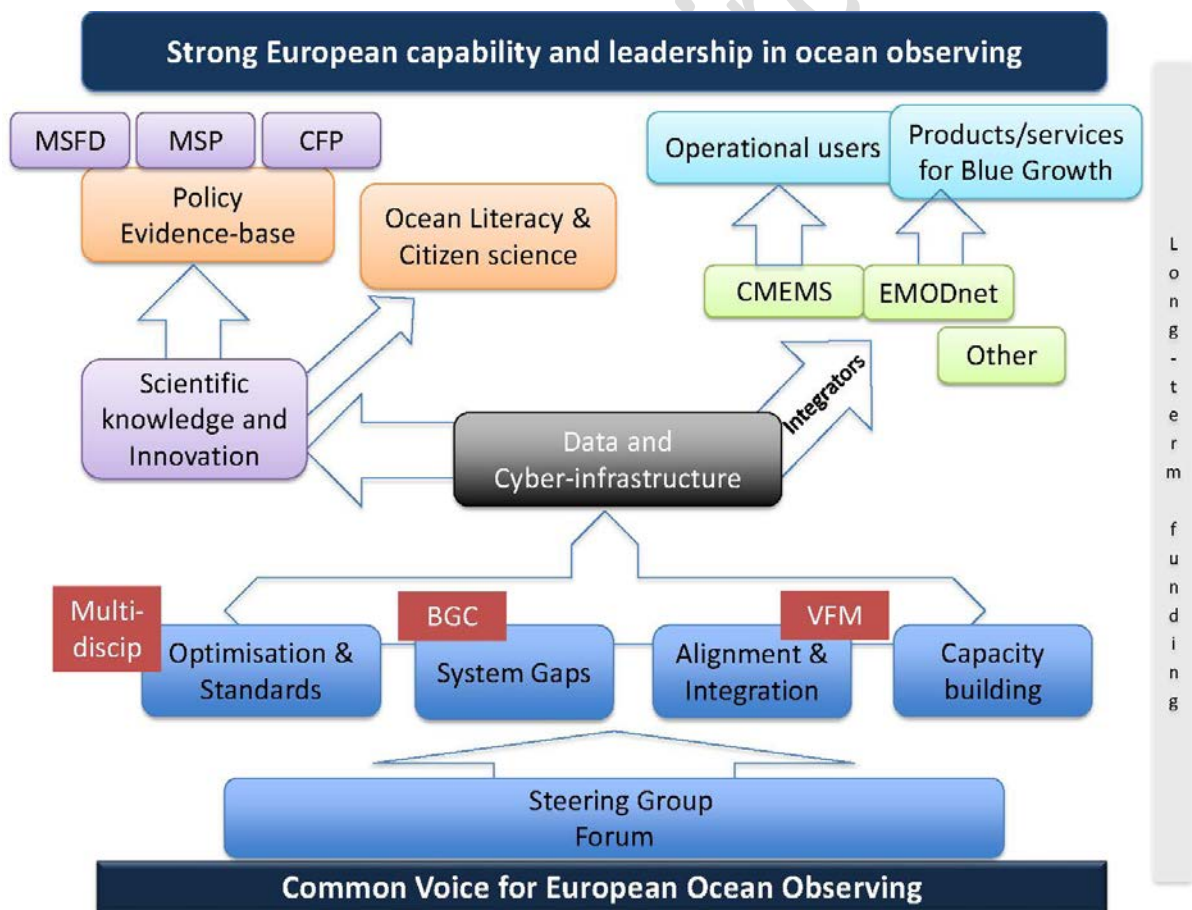 Strong European capability and leadership in ocean observing
MSFD
MSP
CFP
Policy
Evidence-base
Ocean Literacy &
Citizen science
Operational users
Products/services
for Blue Growth
CMEMS
EMODnet
Other
Scientific
knowledge and
Innovation
Data and
Cyber-infrastructure
Integrators
Multi-
discip
Optimisation &
Standards
BGC
System Gaps
VFM
Alignment &
Integration
Capacity
building
Steering Group
Forum
Common Voice for European Ocean Observing
Long-term funding